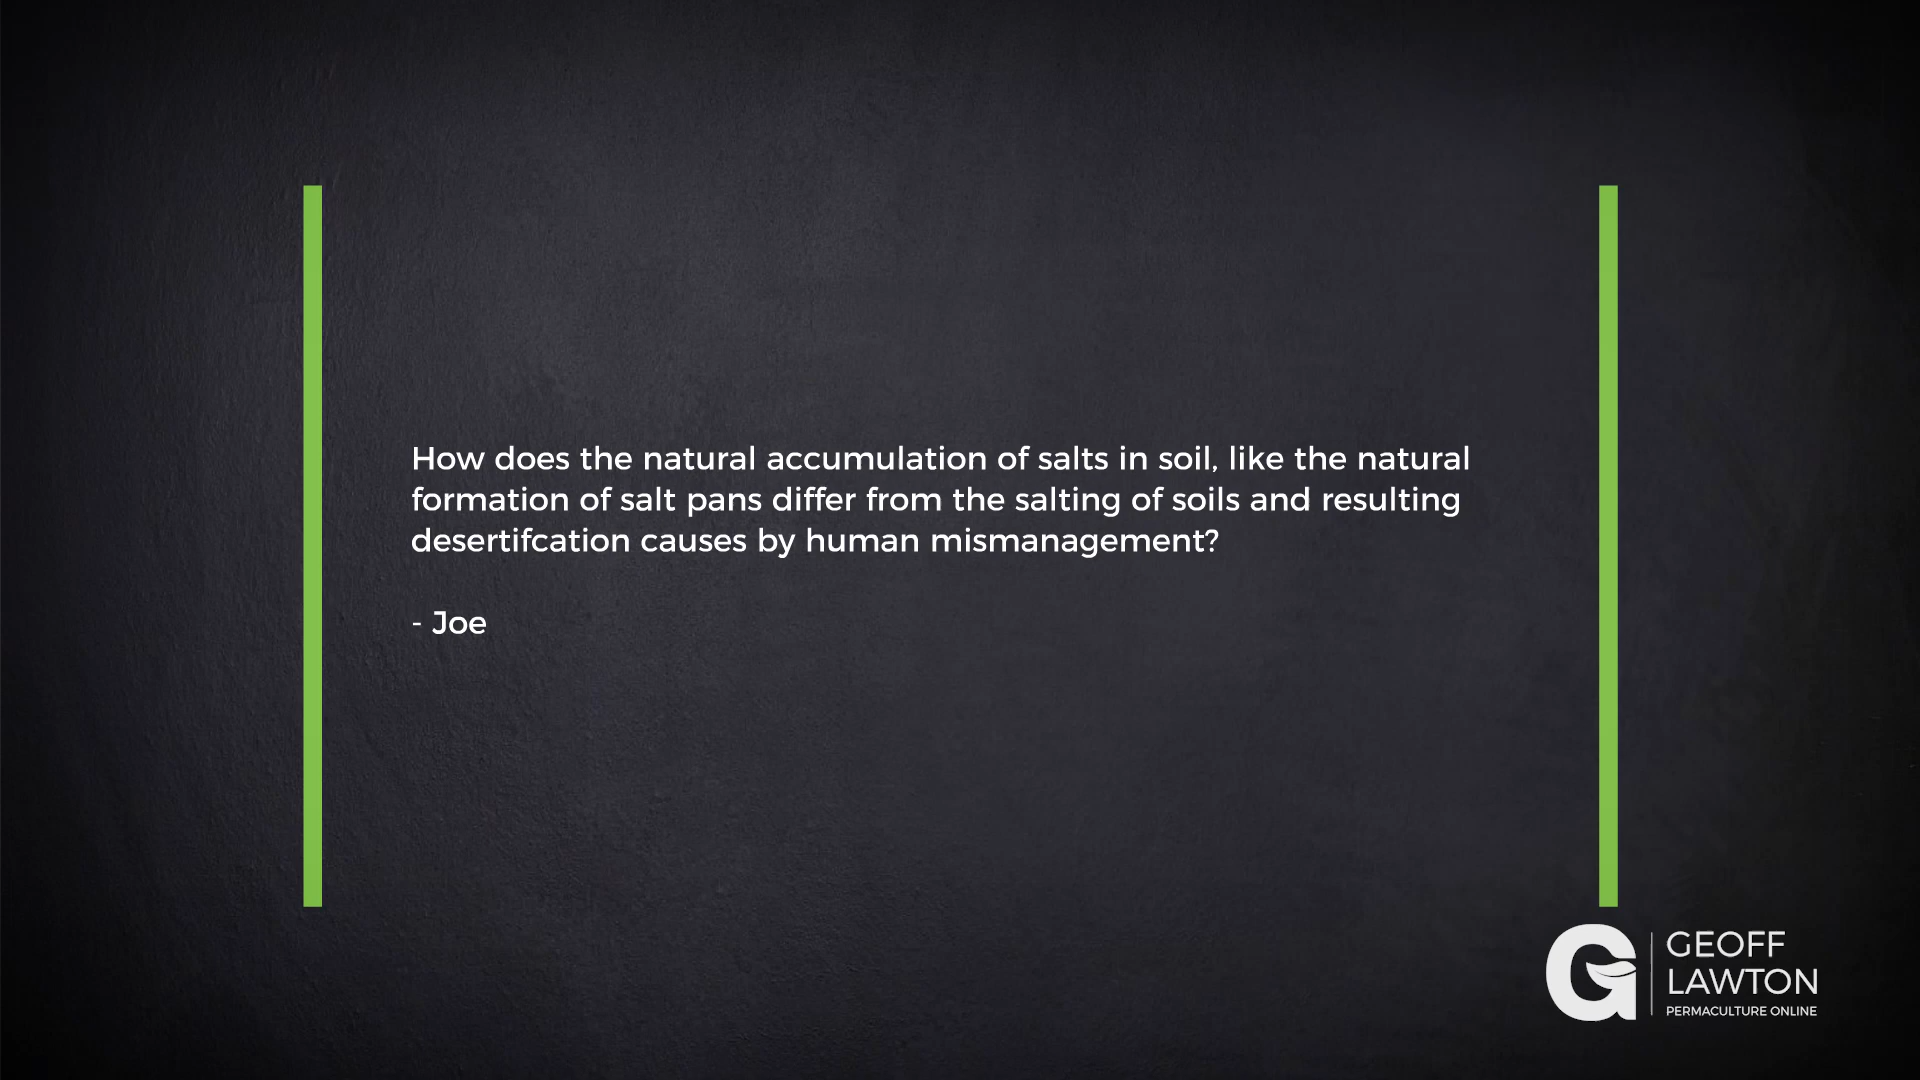 How does the natural accumulation of salts in soil, like the natural
formation of salt pans differ from the salting of soils and resulting
desertifcation causes by human mismanagement?
- Joe
GEOFF
LAWTON
PERMACULTURE ONLINE